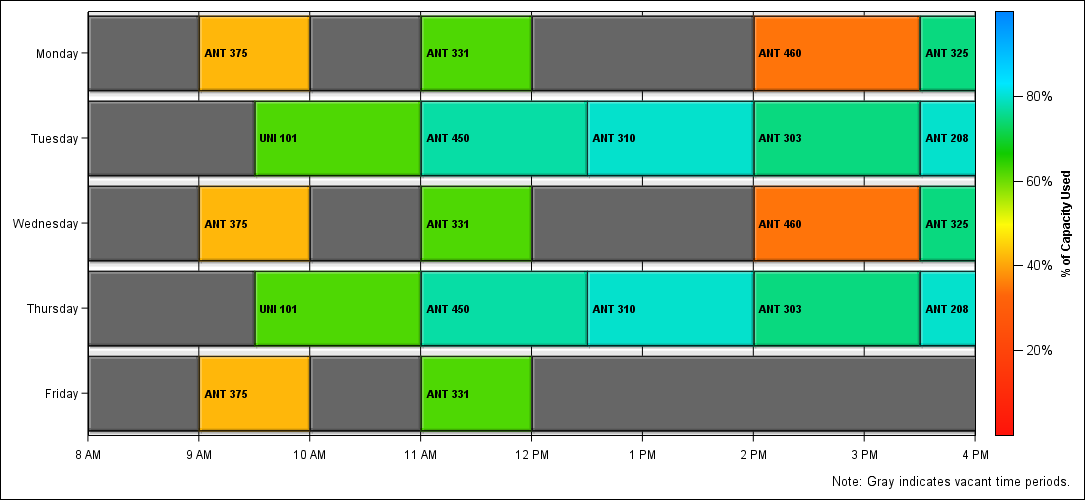 Monday
ANT 375
ANT 331
ANT 460
ANT 325
Tuesday
UNI 101
ANT 450
ANT 310
ANT 303
ANT 208
Wednesday
ANT 375
ANT 331
ANT 460
ANT 325
Thursday
UNI 101
ANT 450
ANT 310
ANT 303
ANT 208
Friday
ANT 375
ANT 331
8 AM
9 AM
10 AM
11 AM
12 PM
1 PM
2 PM
3 PM
4 PM
80%
60%
40%
20%
% of Capacity Used
Note: Gray indicates vacant time periods.